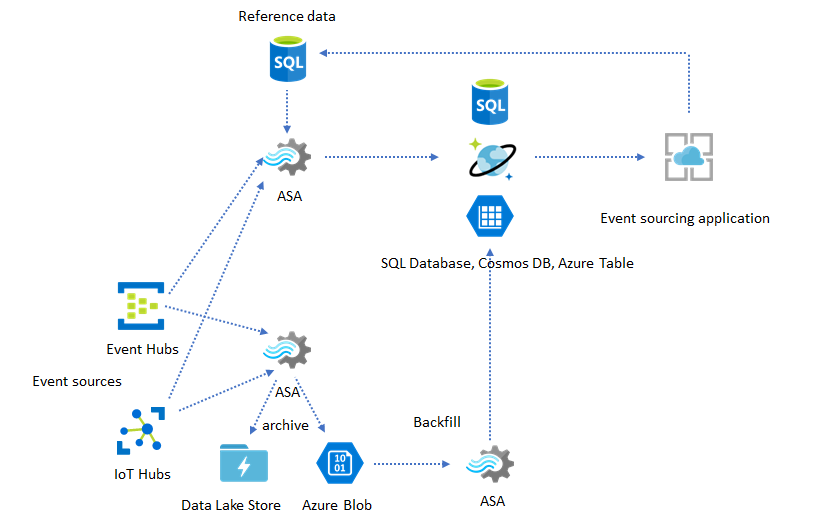 Reference data
SQL
SQL
ASA
Event sourcing application
SQL Database, Cosmos DB, Azure Table
Event Hubs
Event sources
ASA
archive
Backfill
IoT Hubs
10
01
Data Lake Store
Azure Blob
ASA